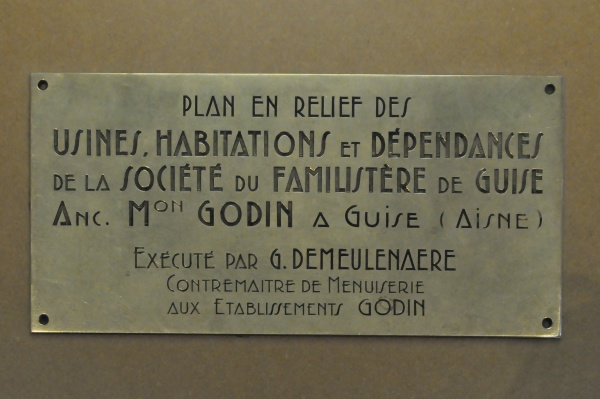 PLAN EN RELIEF DES
USINES, HABITATIONS ET DÉPENDANCES
DE LA SOCIÉTÉ DU FAMILISTÈRE DE GUISE
ANC. MON GODIN A GUISE (AISNE)
EXÉCUTÉ PAR G. DEMEULENAERE
CONTREMAITRE DE MENUISERIE
AUX ETABLISSEMENTS GODIN